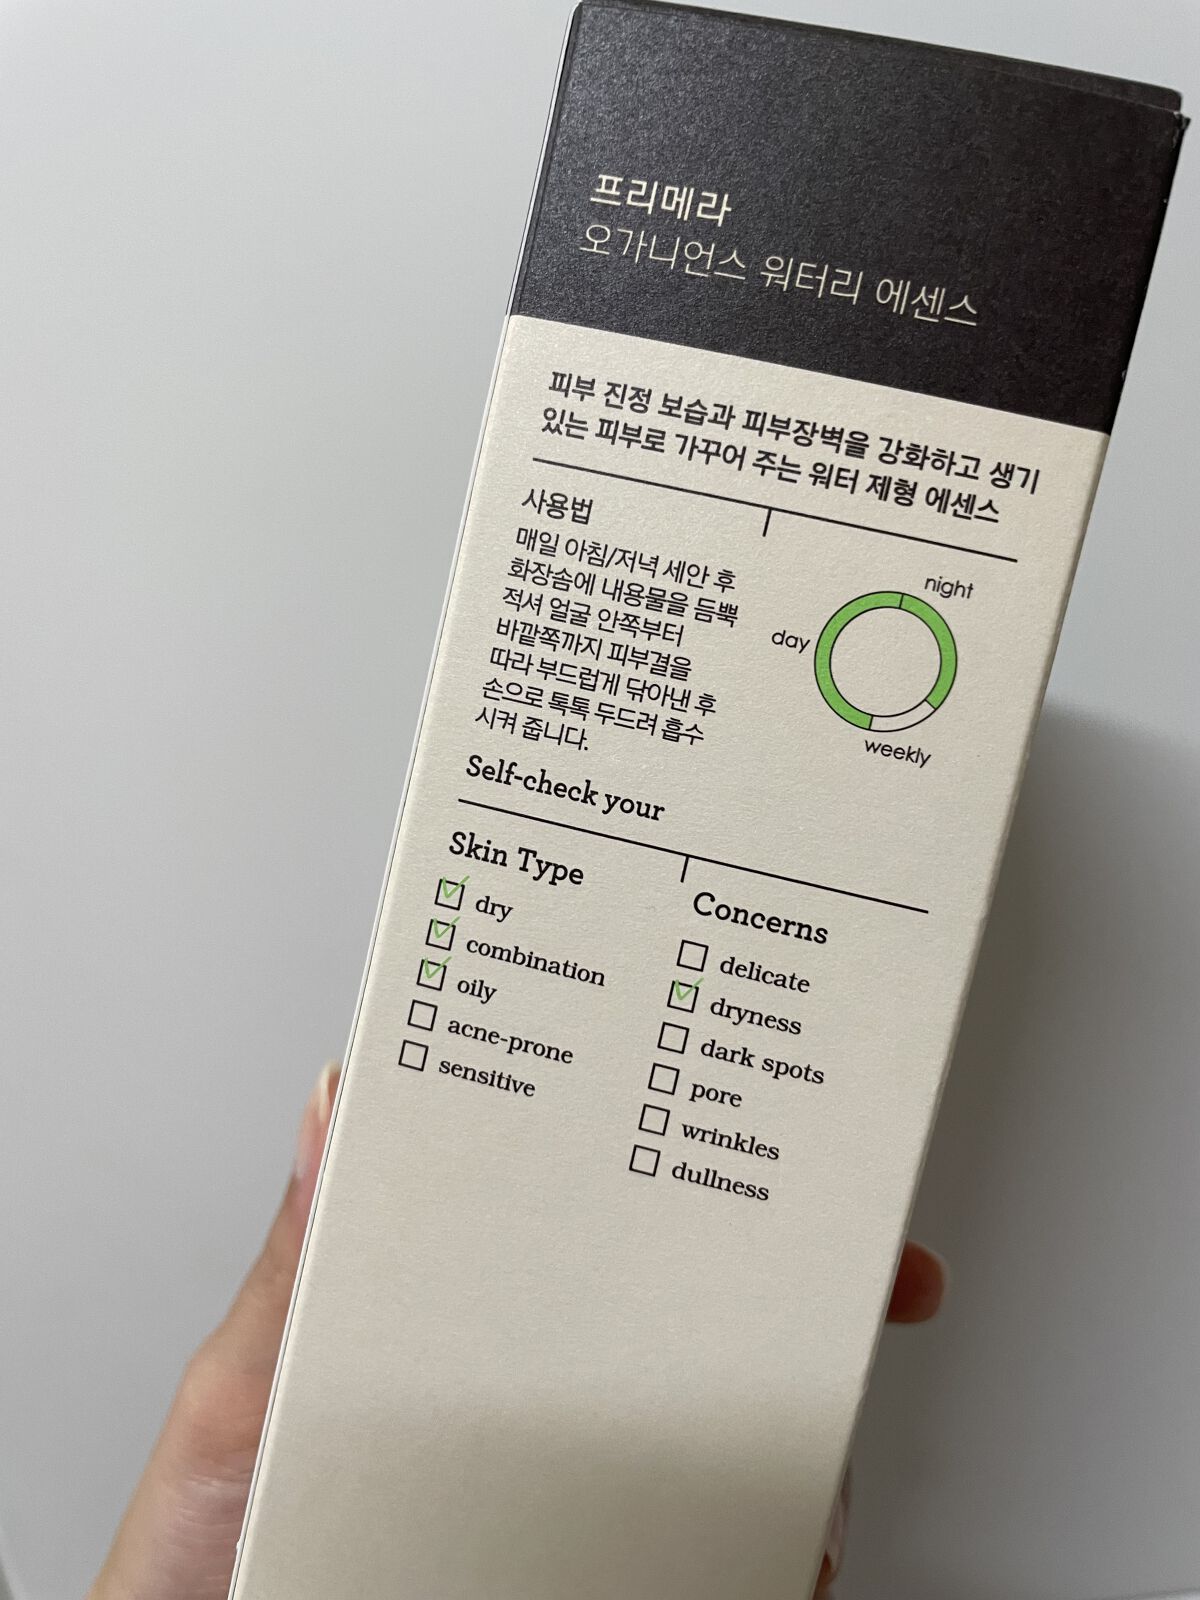 프리메라
오가니언스 워터리 에센스
피부 진정 보습과 피부장벽을 강화하고 생기
있는 피부로 가꾸어 주는 워터 제형 에센스
사용법
매일 아침/저녁 세안 후
화장솜에 내용물을 듬뿍
적셔 얼굴 안쪽부터
바깥쪽까지 피부결을
따라 부드럽게 닦아낸 후
손으로 톡톡 두드려 흡수
시켜 줍니다.
night
day
weekly
Self-check your
Skin Type
dry
combination
oily
acne-prone
sensitive
Concerns
delicate
dryness
dark spots
pore
wrinkles
dullness